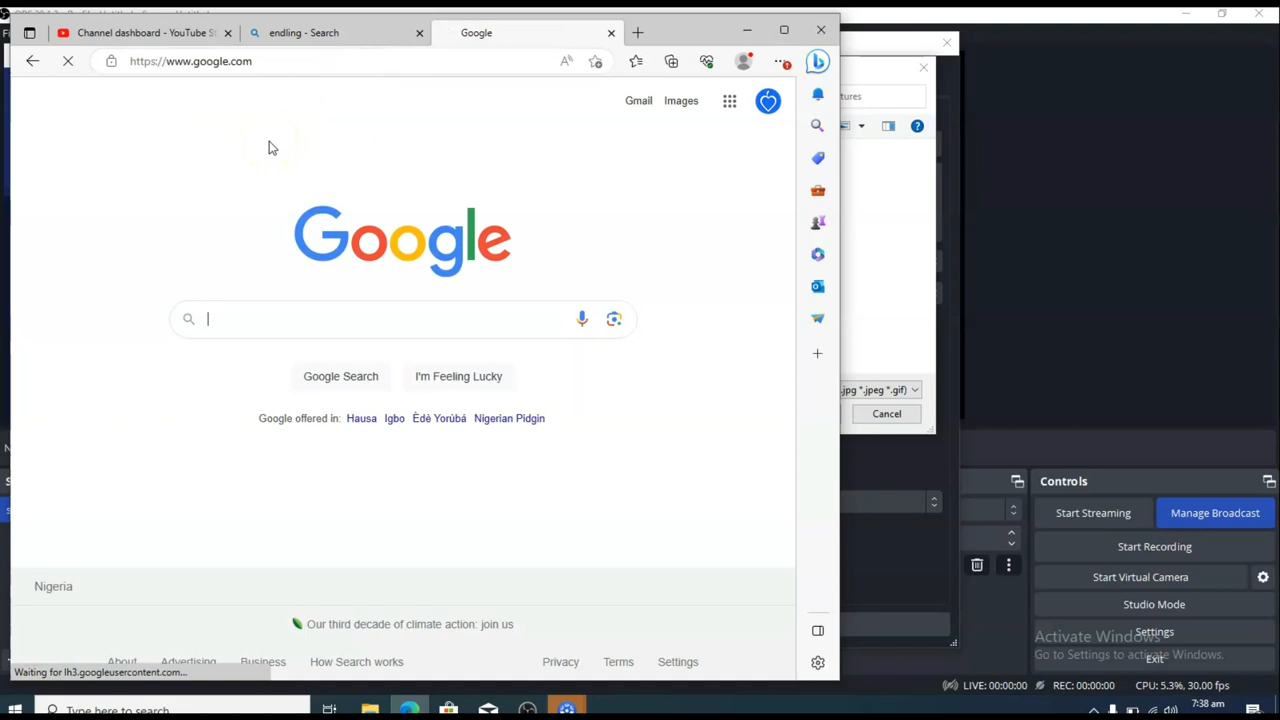 Channel dashboard - YouTube St
endling - Search
Google
https://www.google.com
Gmail
Images
tures
Google
Google Search
I'm Feeling Lucky
Google offered in: Hausa Igbo Èdè Yorùbá Nigerian Pidgin
.jpg *.jpeg *.gif)
Cancel
Nigeria
Our third decade of climate action: join us
About Advertising Business How Search works
Privacy Terms Settings
Waiting for lh3.googleusercontent.com...
Controls
Start Streaming
Manage Broadcast
Start Recording
Start Virtual Camera
Studio Mode
Settings
Exit
Activate Windows
Go to Settings to activate Windows.
LIVE: 00:00:00
REC: 00:00:00
CPU: 5.3%, 30.00 fps
Type here to search
7:38 am